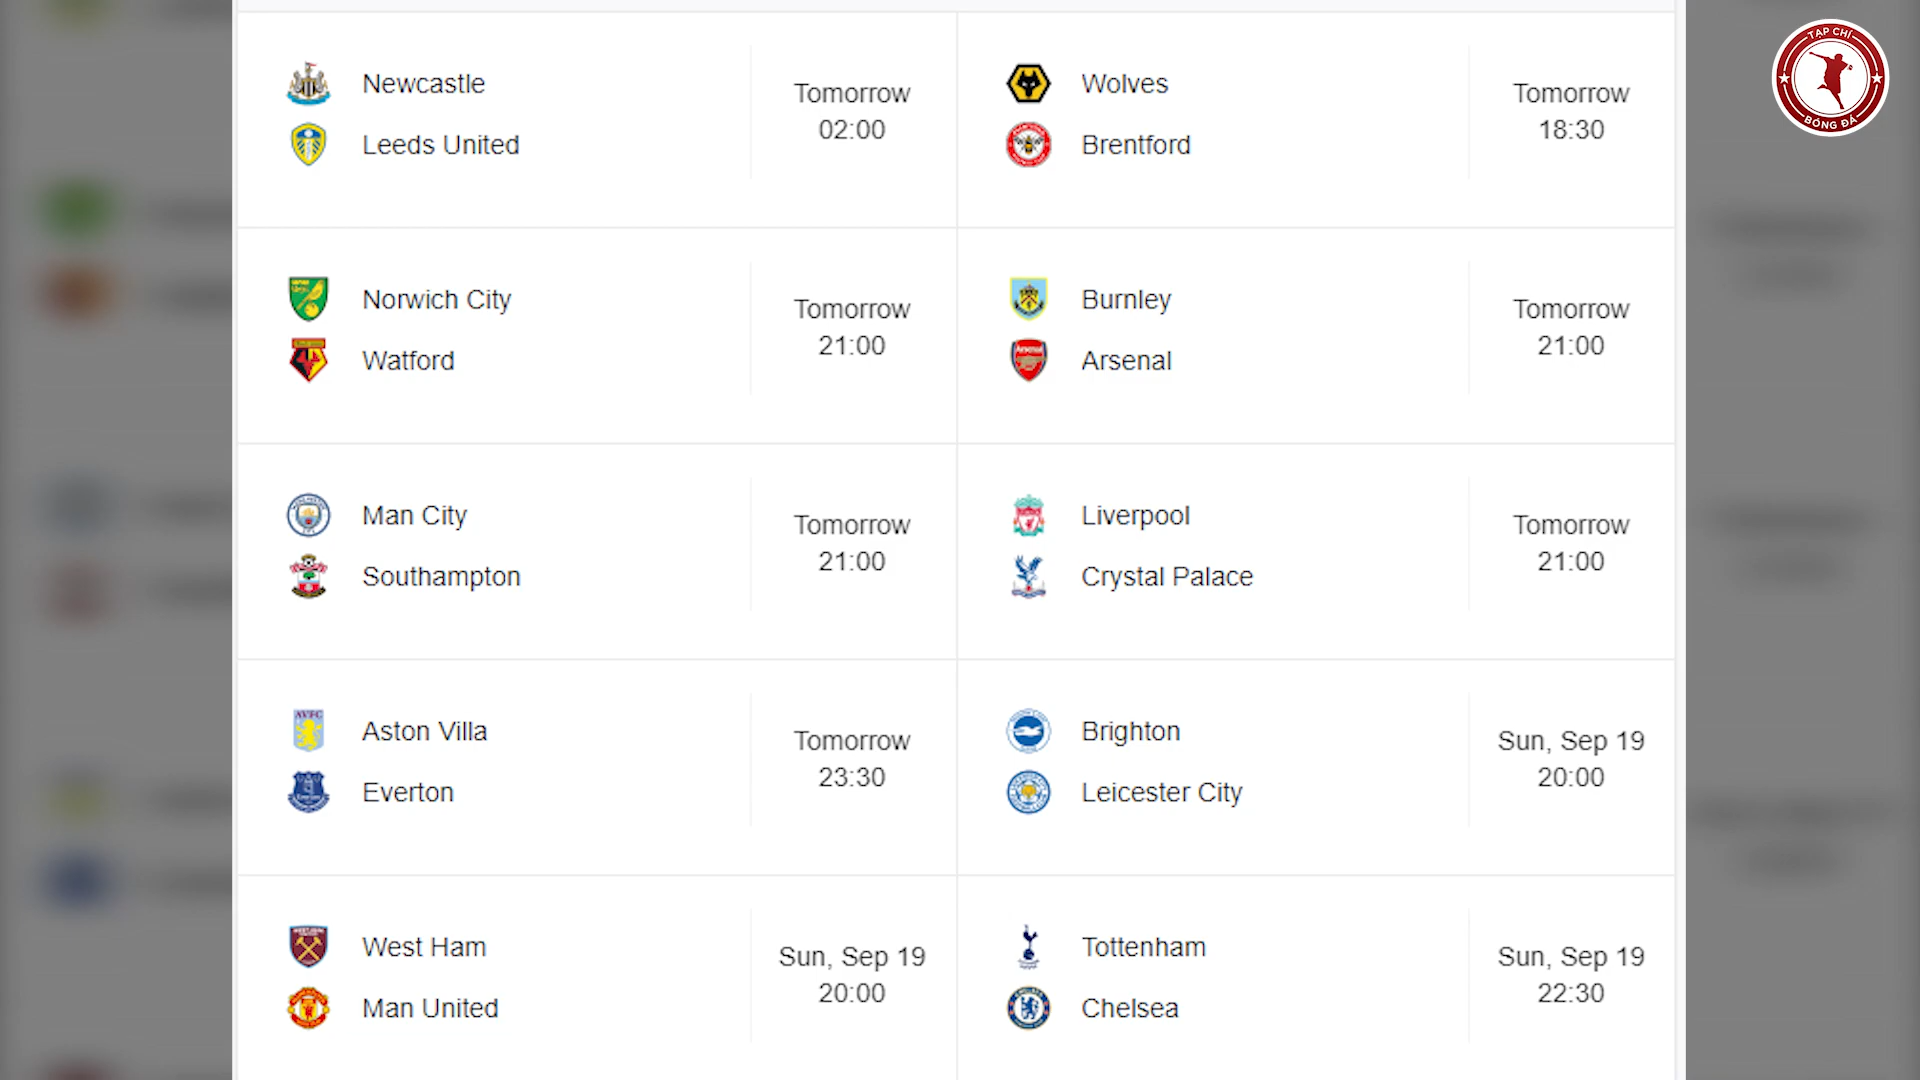 TẠP CHÍ
BÓNG ĐÁ
Newcastle
Leeds United
Tomorrow
02:00
Wolves
Brentford
Tomorrow
18:30
Norwich City
Watford
Tomorrow
21:00
Burnley
Arsenal
Tomorrow
21:00
Man City
Southampton
Tomorrow
21:00
Liverpool
Crystal Palace
Tomorrow
21:00
Aston Villa
Everton
Tomorrow
23:30
Brighton
Leicester City
Sun, Sep 19
20:00
West Ham
Man United
Sun, Sep 19
20:00
Tottenham
Chelsea
Sun, Sep 19
22:30